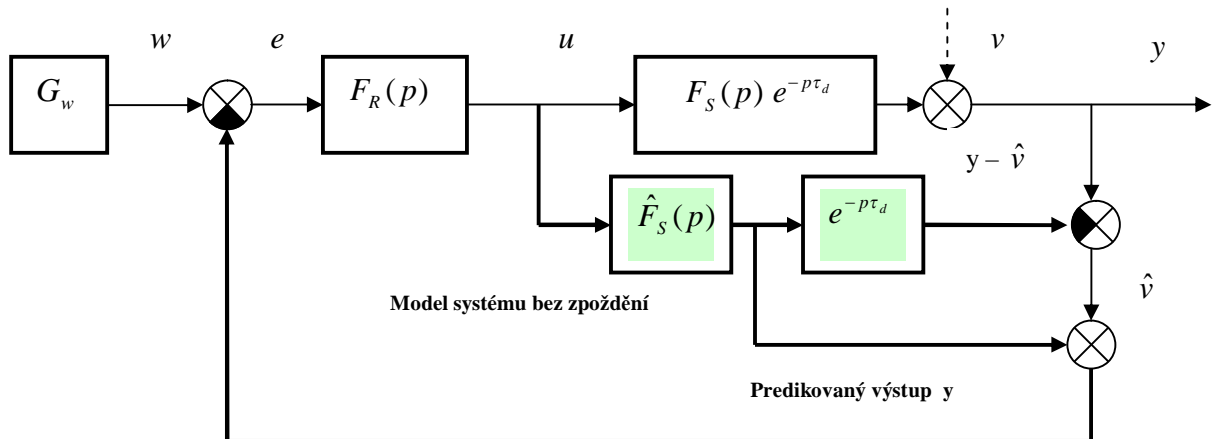 w e u v y
G_w F_R(p) F_S(p) e^{-pτ_d}
y – v̂
F̂_S(p) e^{-pτ_d}
v̂
Model systému bez zpoždění
Predikovaný výstup y